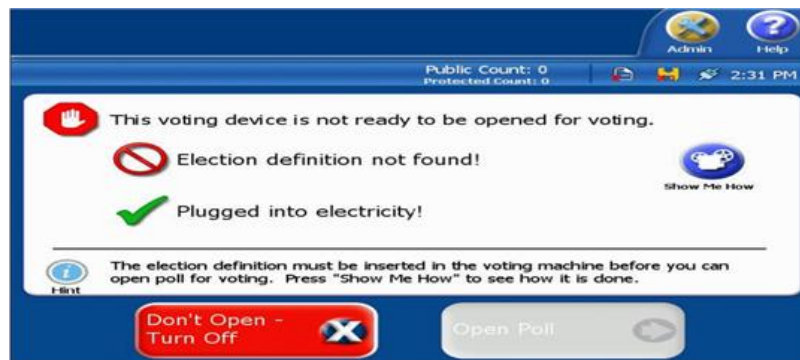 Admin
Help
Public Count: 0
Protected Count: 0
2:31 PM
This voting device is not ready to be opened for voting.
Election definition not found!
Show Me How
Plugged into electricity!
The election definition must be inserted in the voting machine before you can
open poll for voting. Press "Show Me How" to see how it is done.
Hint
Don't Open -
Turn Off
Open Poll